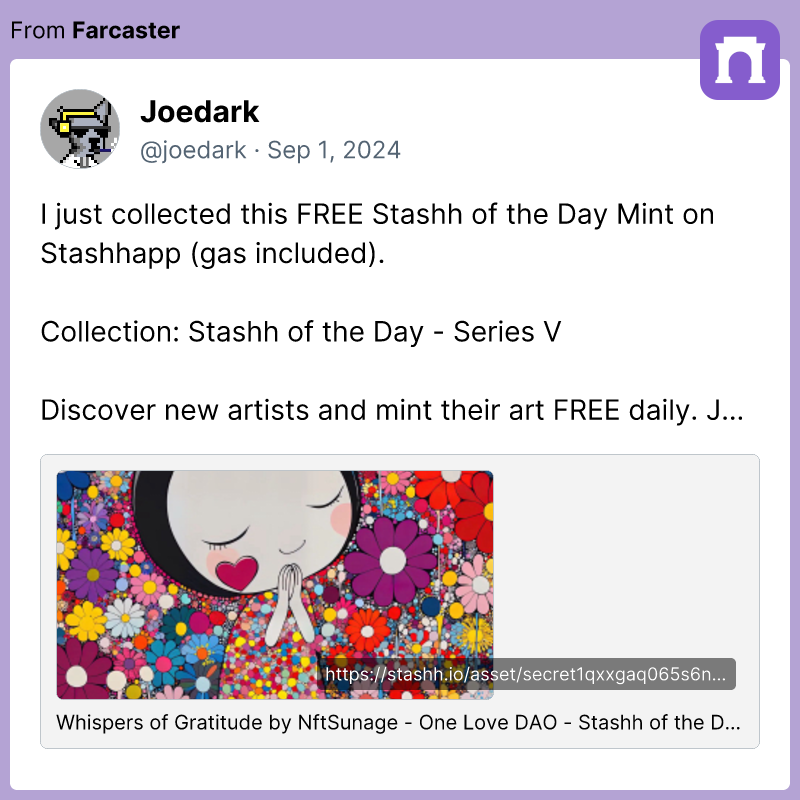 From Farcaster
Joedark
@joedark · Sep 1, 2024
I just collected this FREE Stashh of the Day Mint on
Stashhapp (gas included).
Collection: Stashh of the Day - Series V
Discover new artists and mint their art FREE daily. J...
https://stashh.io/asset/secret1qxxgaq065s6n...
Whispers of Gratitude by NftSunage - One Love DAO - Stashh of the D...